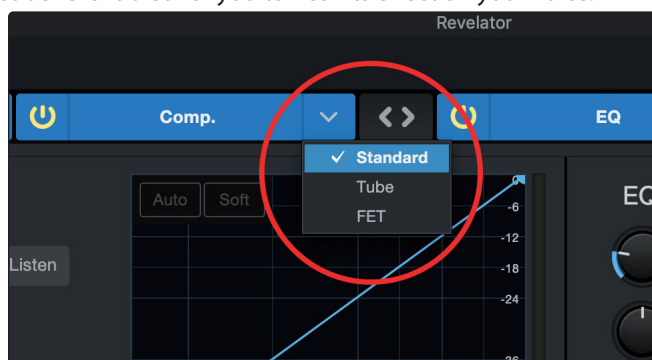 Revelator
Comp.
EQ
✓ Standard
Tube
FET
Auto
Soft
Listen
0
-6
-12
-18
-24
EQ